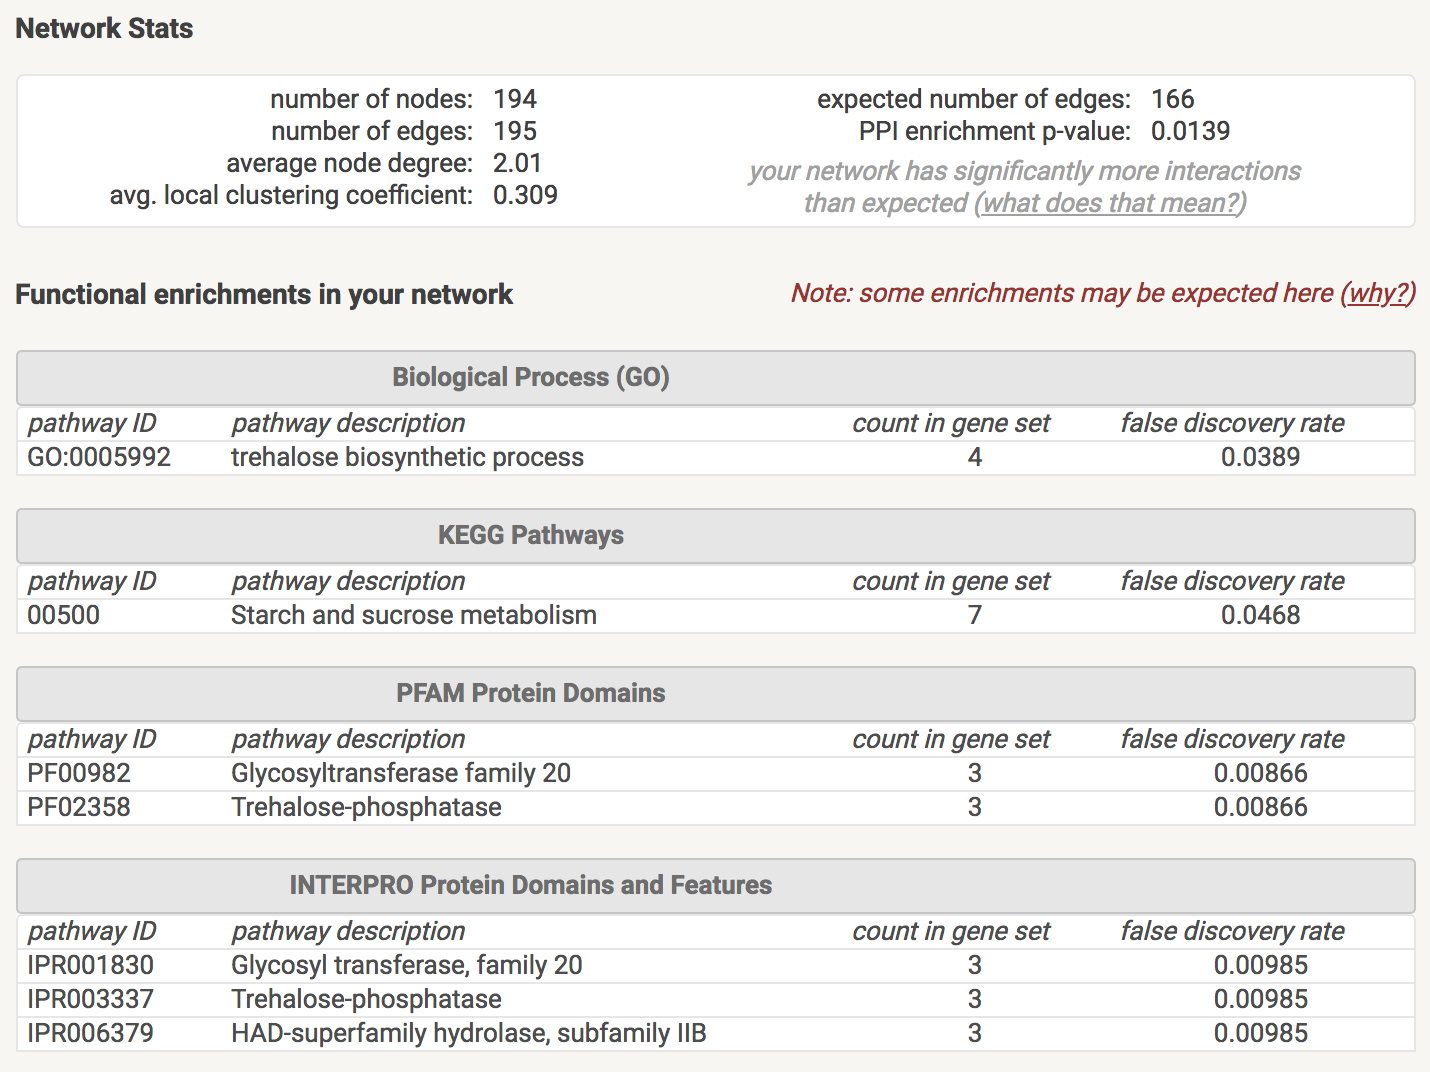 Network Stats
number of nodes: 194
number of edges: 195
average node degree: 2.01
avg. local clustering coefficient: 0.309
expected number of edges: 166
PPI enrichment p-value: 0.0139
your network has significantly more interactions
than expected (what does that mean?)
Functional enrichments in your network
Note: some enrichments may be expected here (why?)
Biological Process (GO)
pathway ID pathway description count in gene set false discovery rate
GO:0005992 trehalose biosynthetic process 4 0.0389
KEGG Pathways
pathway ID pathway description count in gene set false discovery rate
00500 Starch and sucrose metabolism 7 0.0468
PFAM Protein Domains
pathway ID pathway description count in gene set false discovery rate
PF00982 Glycosyltransferase family 20 3 0.00866
PF02358 Trehalose-phosphatase 3 0.00866
INTERPRO Protein Domains and Features
pathway ID pathway description count in gene set false discovery rate
IPR001830 Glycosyl transferase, family 20 3 0.00985
IPR003337 Trehalose-phosphatase 3 0.00985
IPR006379 HAD-superfamily hydrolase, subfamily IIB 3 0.00985